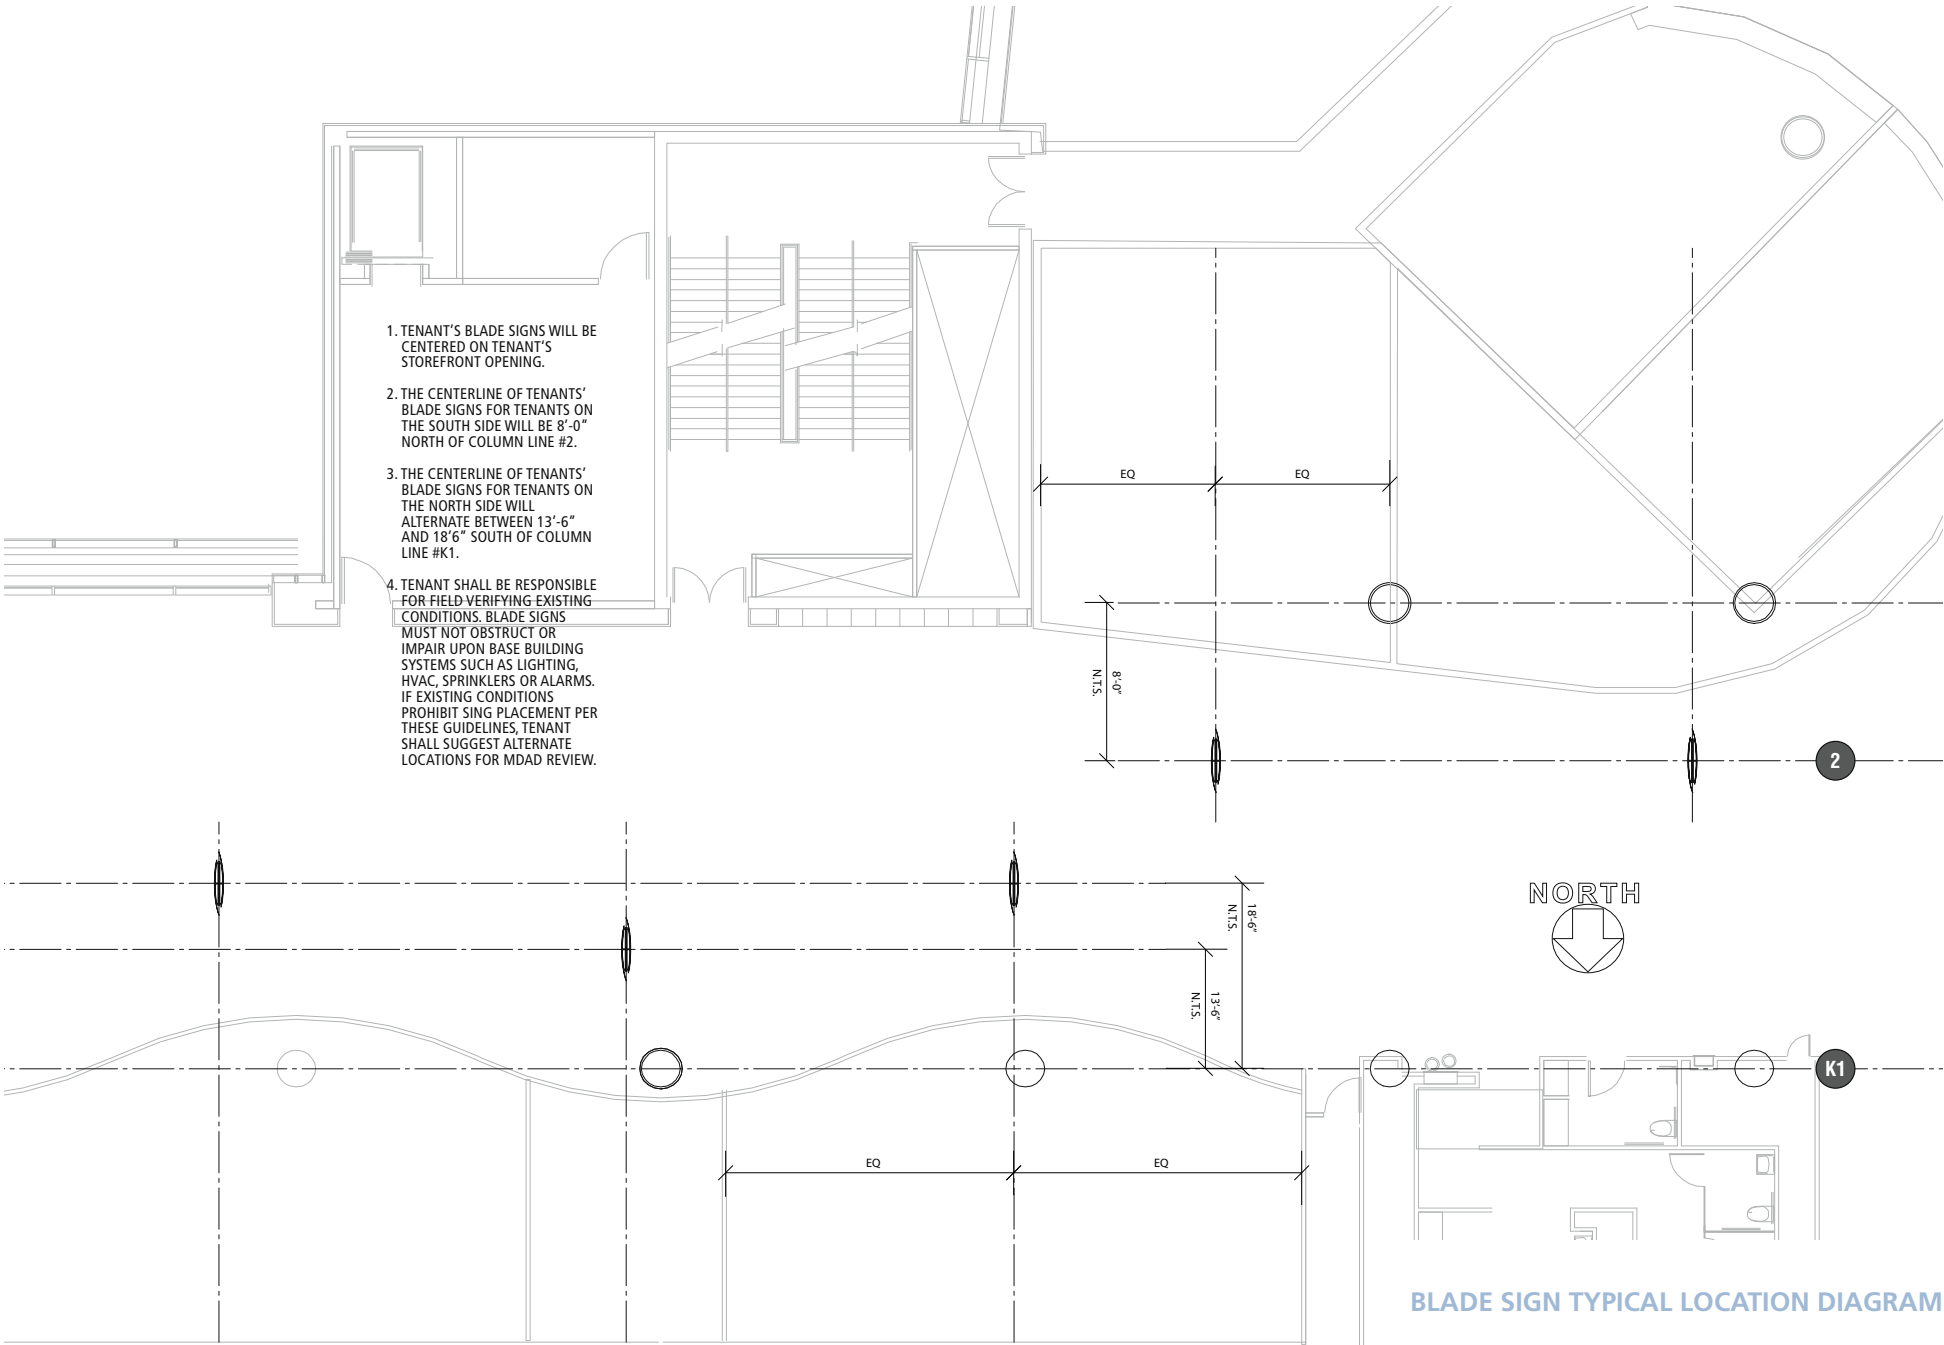 1. TENANT'S BLADE SIGNS WILL BE
CENTERED ON TENANT'S
STOREFRONT OPENING.
2. THE CENTERLINE OF TENANTS'
BLADE SIGNS FOR TENANTS ON
THE SOUTH SIDE WILL BE 8'-0"
NORTH OF COLUMN LINE #2.
3. THE CENTERLINE OF TENANTS'
BLADE SIGNS FOR TENANTS ON
THE NORTH SIDE WILL
ALTERNATE BETWEEN 13'-6"
AND 18'6" SOUTH OF COLUMN
LINE #K1.
4. TENANT SHALL BE RESPONSIBLE
FOR FIELD VERIFYING EXISTING
CONDITIONS. BLADE SIGNS
MUST NOT OBSTRUCT OR
IMPAIR UPON BASE BUILDING
SYSTEMS SUCH AS LIGHTING,
HVAC, SPRINKLERS OR ALARMS.
IF EXISTING CONDITIONS
PROHIBIT SING PLACEMENT PER
THESE GUIDELINES, TENANT
SHALL SUGGEST ALTERNATE
LOCATIONS FOR MDAD REVIEW.
EQ
EQ
8'-0"
N.T.S.
2
18'-6"
N.T.S.
NORTH
13'-6"
N.T.S.
K1
EQ
EQ
BLADE SIGN TYPICAL LOCATION DIAGRAM